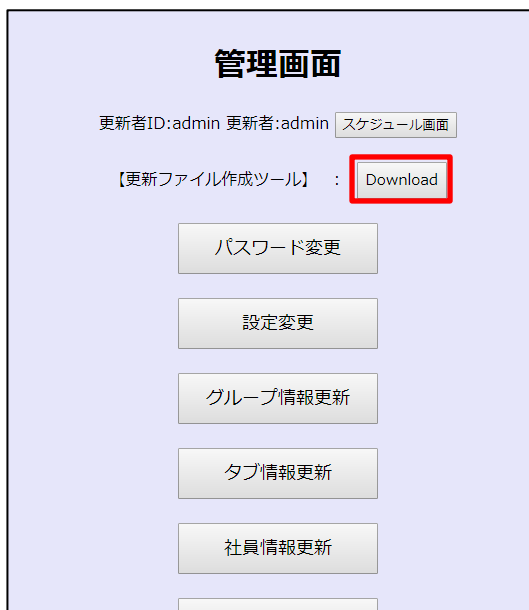 管理画面
更新者ID:admin 更新者:admin スケジュール画面
【更新ファイル作成ツール】 : Download
パスワード変更
設定変更
グループ情報更新
タブ情報更新
社員情報更新